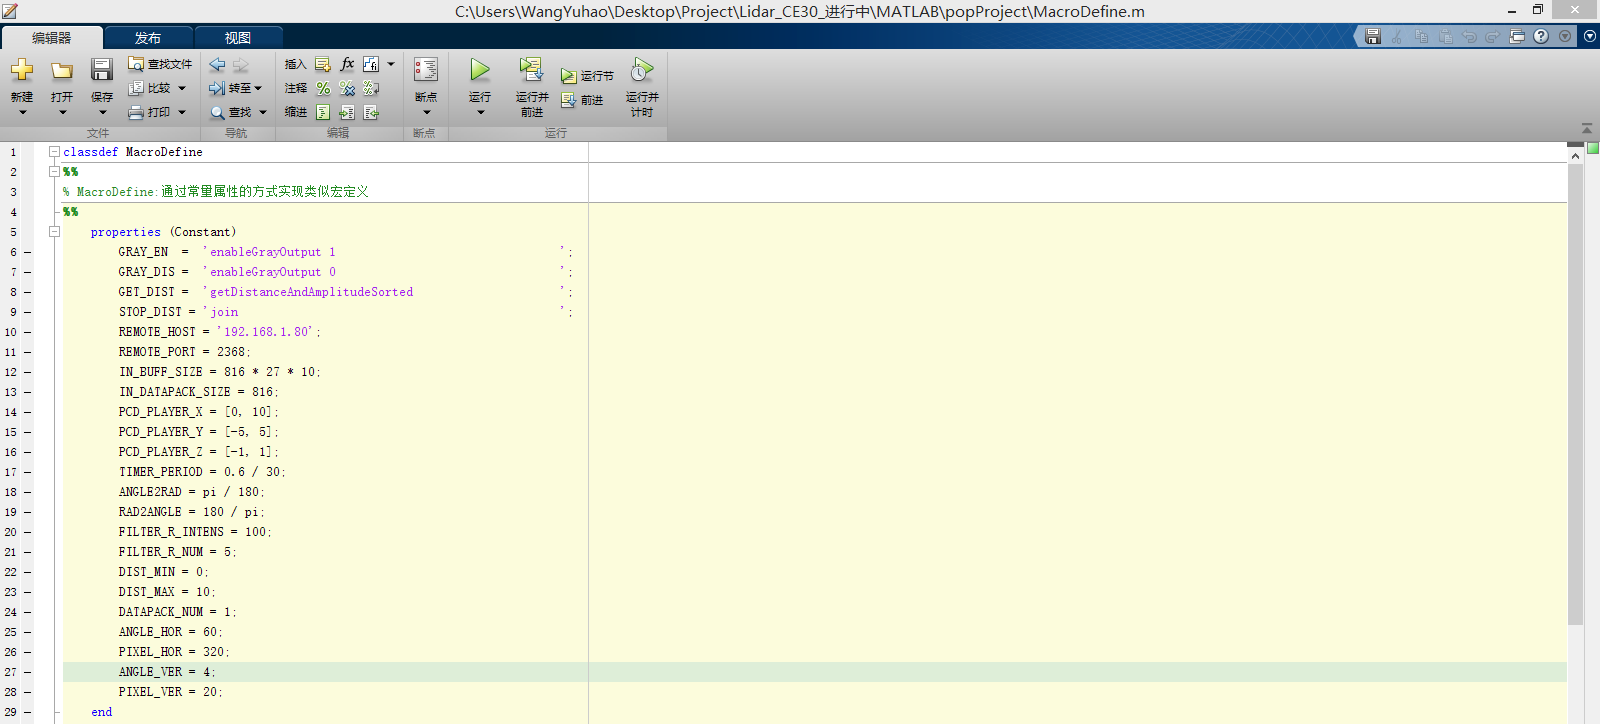 C:\Users\WangYuhao\Desktop\Project\Lidar_CE30_进行中\MATLAB\popProject\MacroDefine.m
编辑器 发布 视图
新建 打开 保存 查找文件 比较 打印
转至 查找
插入 fx fi
注释 % % %
缩进
断点
运行 运行并前进 运行节 前进 运行并计时
文件 导航 编辑 断点 运行
1 classdef MacroDefine
2 %%
3 % MacroDefine:通过常量属性的方式实现类似宏定义
4 %%
5 properties (Constant)
6 GRAY_EN = 'enableGrayOutput 1 ';
7 GRAY_DIS = 'enableGrayOutput 0 ';
8 GET_DIST = 'getDistanceAndAmplitudeSorted ';
9 STOP_DIST = 'join ';
10 REMOTE_HOST = '192.168.1.80';
11 REMOTE_PORT = 2368;
12 IN_BUFF_SIZE = 816 * 27 * 10;
13 IN_DATAPACK_SIZE = 816;
14 PCD_PLAYER_X = [0, 10];
15 PCD_PLAYER_Y = [-5, 5];
16 PCD_PLAYER_Z = [-1, 1];
17 TIMER_PERIOD = 0.6 / 30;
18 ANGLE2RAD = pi / 180;
19 RAD2ANGLE = 180 / pi;
20 FILTER_R_INTENS = 100;
21 FILTER_R_NUM = 5;
22 DIST_MIN = 0;
23 DIST_MAX = 10;
24 DATAPACK_NUM = 1;
25 ANGLE_HOR = 60;
26 PIXEL_HOR = 320;
27 ANGLE_VER = 4;
28 PIXEL_VER = 20;
29 end